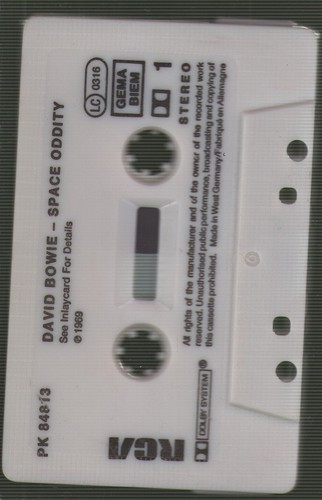 PK 84813
DAVID BOWIE – SPACE ODDITY
See Inlaycard For Details
℗ 1969
LC 0316
GEMA
BIEM
1
STEREO
RCA
DOLBY SYSTEM®
All rights of the manufacturer and of the owner of the recorded work
reserved. Unauthorised public performance, broadcasting and copying of
this cassette prohibited. Made in West Germany/Fabriqué en Allemagne